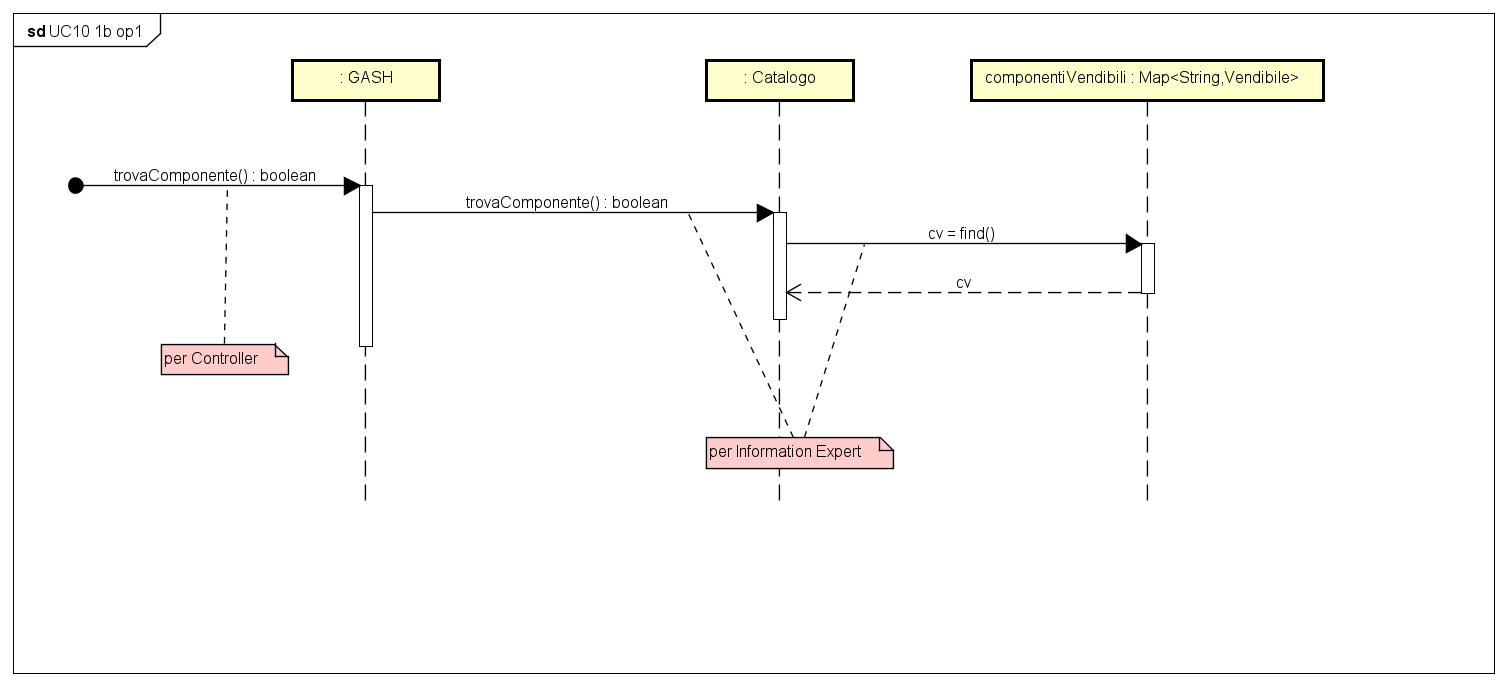 sd UC10 1b op1
: GASH
: Catalogo
componentiVendibili : Map<String,Vendibile>
trovaComponente() : boolean
trovaComponente() : boolean
cv = find()
cv
per Controller
per Information Expert